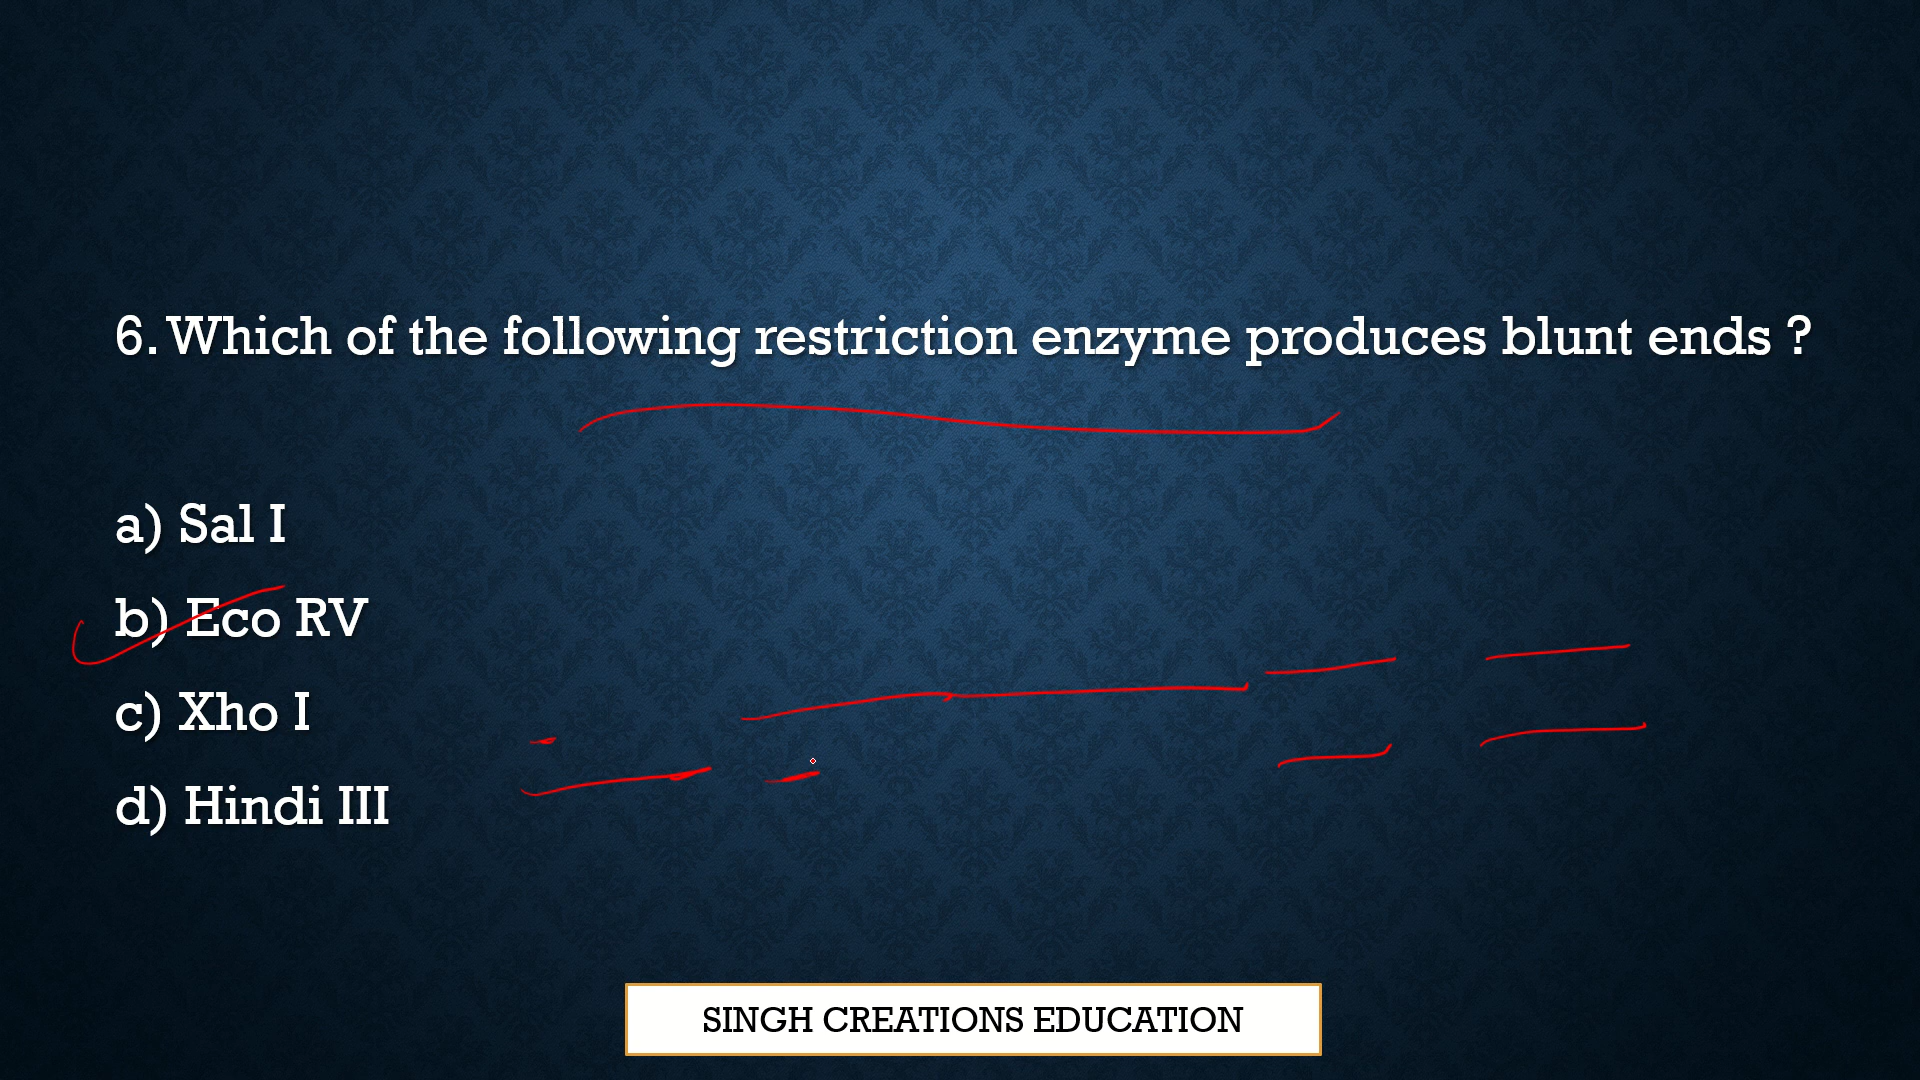 6. Which of the following restriction enzyme produces blunt ends ?
a) Sal I
b) Eco RV
c) Xho I
d) Hindi III
SINGH CREATIONS EDUCATION